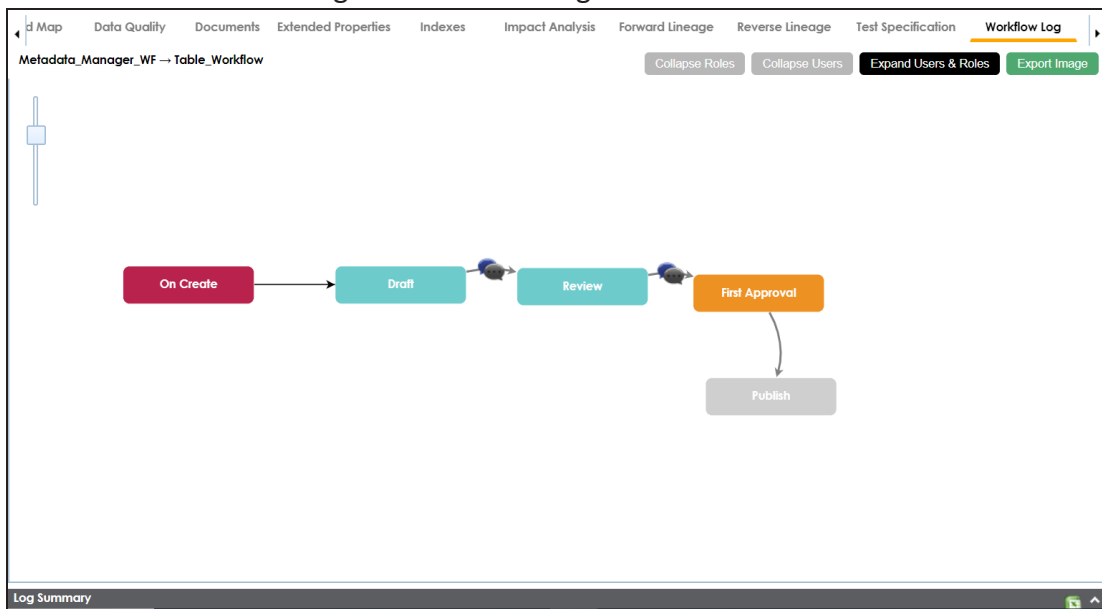 d Map Data Quality Documents Extended Properties Indexes Impact Analysis Forward Lineage Reverse Lineage Test Specification Workflow Log
Metadata_Manager_WF → Table_Workflow Collapse Roles Collapse Users Expand Users & Roles Export Image
On Create Draft Review First Approval
Publish
Log Summary